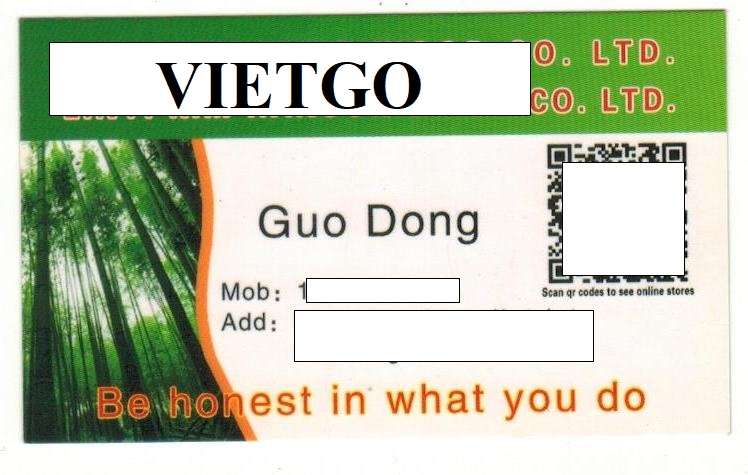 VIETGO
CO. LTD.
CO. LTD.
Guo Dong
Scan qr codes to see online stores
Mob: 1
Add:
Be honest in what you do